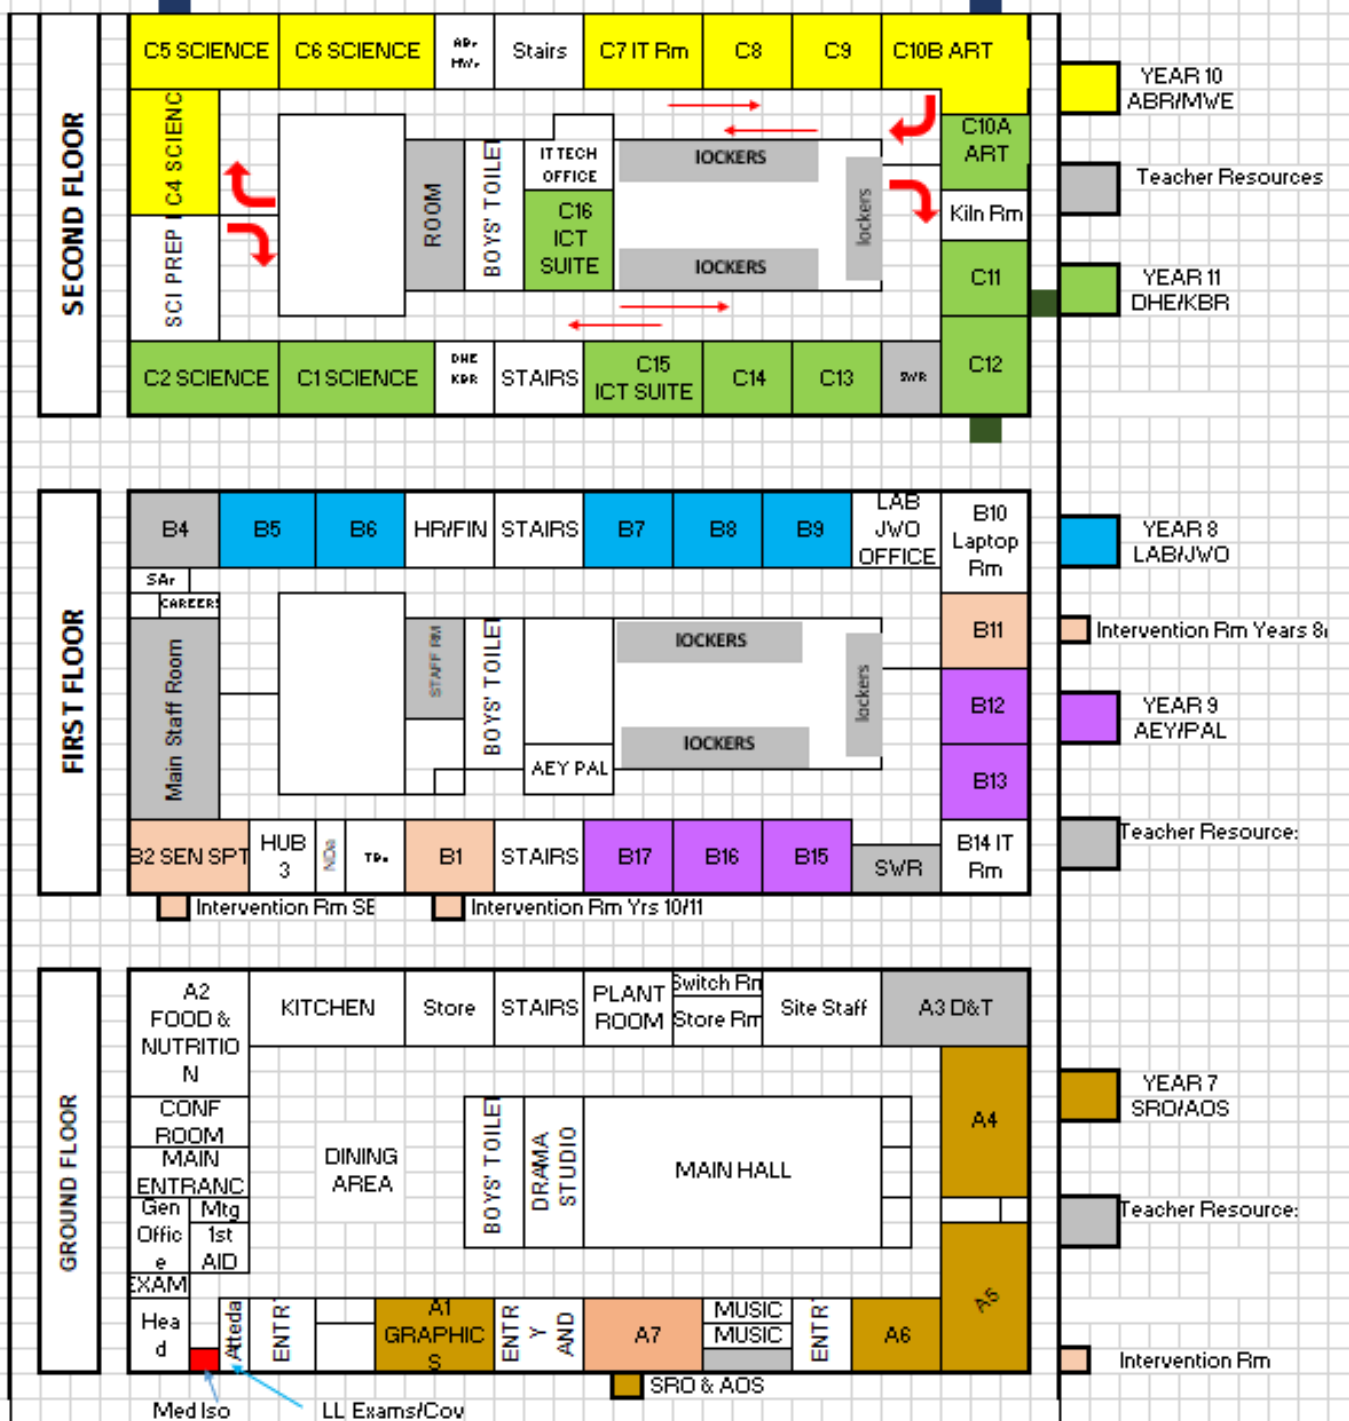 SECOND FLOOR
C5 SCIENCE
C6 SCIENCE
Stairs
C7 IT Rm
C8
C9
C10B ART
YEAR 10
ABR/MWE
C4 SCIENC
C10A
ART
Teacher Resources
ROOM
BOYS' TOILE
IT TECH
OFFICE
lOCKERS
lockers
Kiln Rm
C16
ICT
SUITE
SCI PREP
lOCKERS
C11
YEAR 11
DHE/KBR
C2 SCIENCE
C1 SCIENCE
DHE
KBR
STAIRS
C15
ICT SUITE
C14
C13
SWR
C12
FIRST FLOOR
B4
B5
B6
HR/FIN
STAIRS
B7
B8
B9
LAB
JWO
OFFICE
B10
Laptop
Rm
YEAR 8
LAB/JWO
SAr
CAREER
Main Staff Room
STAFF RM
BOYS' TOILE
lOCKERS
lockers
B11
Intervention Rm Years 8
B12
YEAR 9
AEY/PAL
lOCKERS
AEY PAL
B13
B2 SEN SPT
HUB
3
NDa
B1
STAIRS
B17
B16
B15
SWR
B14 IT
Rm
Teacher Resource:
Intervention Rm SE
Intervention Rm Yrs 10/11
GROUND FLOOR
A2
FOOD &
NUTRITIO
N
KITCHEN
Store
STAIRS
PLANT
ROOM
Switch Rm
Store Rm
Site Staff
A3 D&T
CONF
ROOM
MAIN
ENTRANC
DINING
AREA
BOYS' TOILE
DRAMA
STUDIO
MAIN HALL
A4
YEAR 7
SRO/AOS
Gen
Offic
e
Mtg
1st
AID
Teacher Resource:
EXAM
Hea
d
Atteda
ENTR
A1
GRAPHIC
S
ENTR
Y
AND
A7
MUSIC
MUSIC
ENTR
A6
A5
Intervention Rm
SRO & AOS
Med Iso
LL Exams/Cov